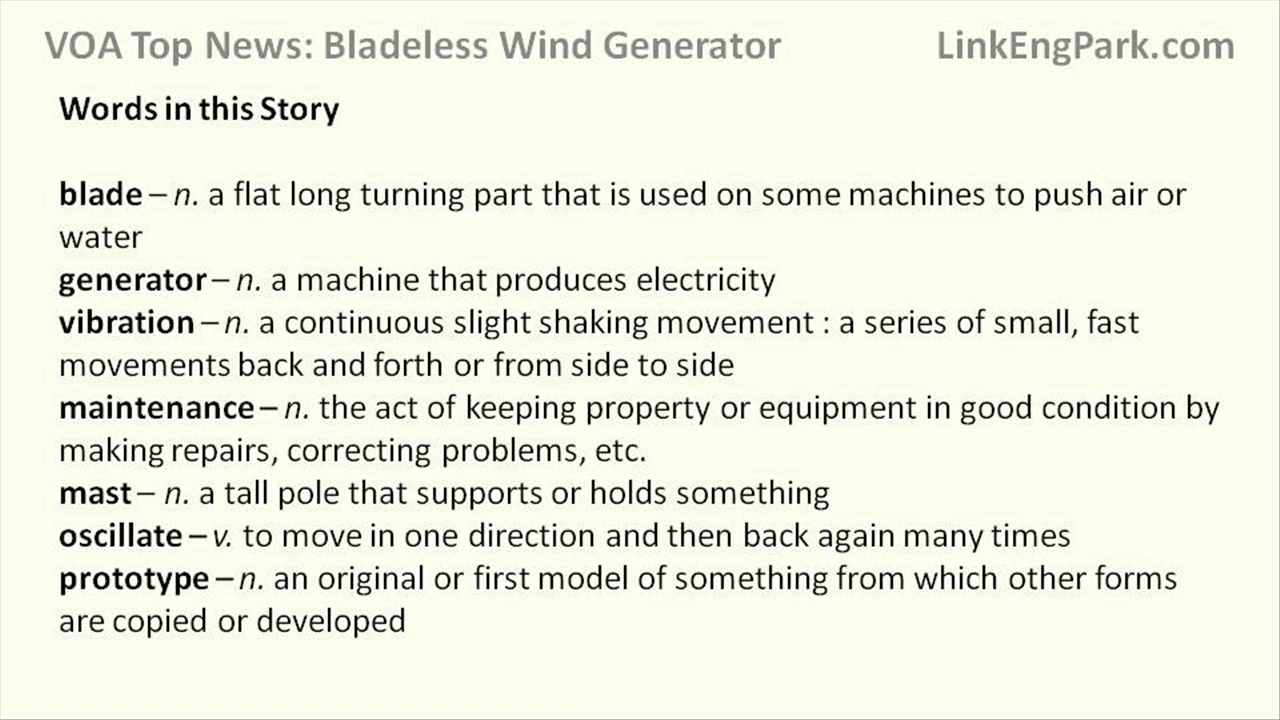 VOA Top News: Bladeless Wind Generator LinkEngPark.com
Words in this Story
blade – n. a flat long turning part that is used on some machines to push air or
water
generator – n. a machine that produces electricity
vibration – n. a continuous slight shaking movement : a series of small, fast
movements back and forth or from side to side
maintenance – n. the act of keeping property or equipment in good condition by
making repairs, correcting problems, etc.
mast – n. a tall pole that supports or holds something
oscillate – v. to move in one direction and then back again many times
prototype – n. an original or first model of something from which other forms
are copied or developed